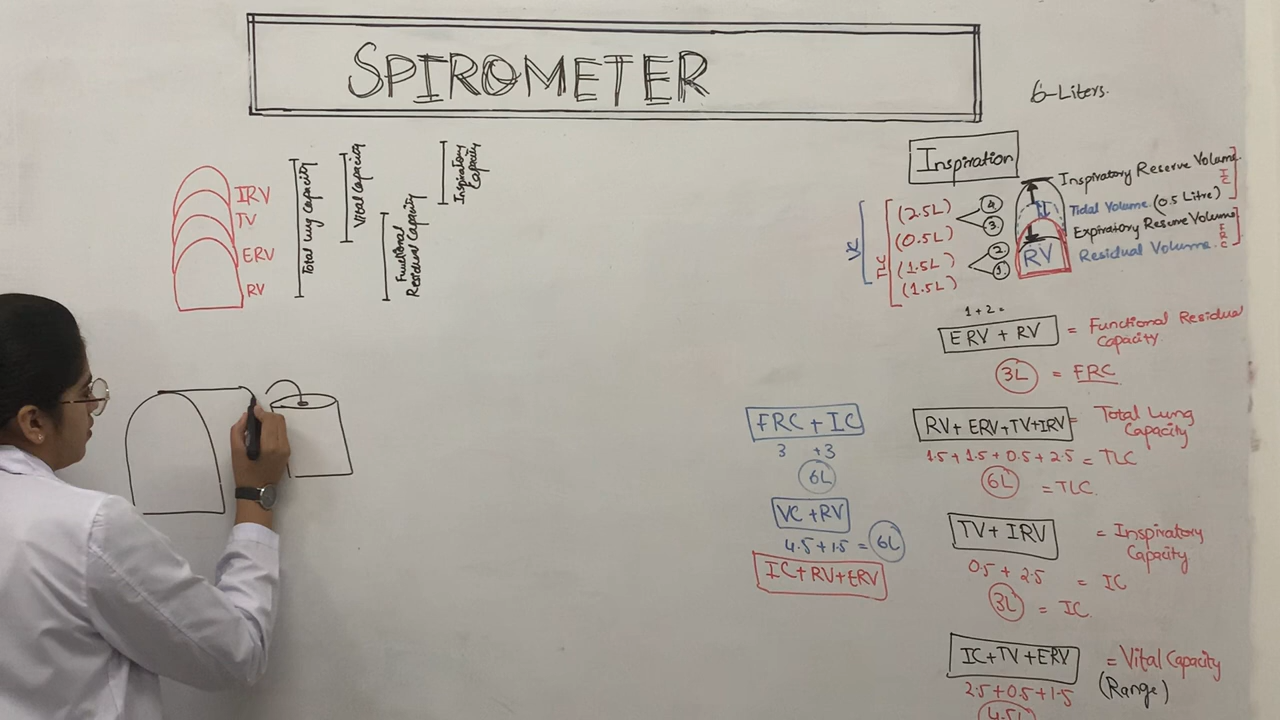 SPIROMETER
6-Liters.
IRV
TV
ERV
RV
Total lung Capacity
Vital Capacity
Functional
Residual Capacity
Inspiratory
Capacity
Inspiration
Inspiratory Reserve Volume
Tidal Volume (0.5 Litre)
Expiratory Reserve Volume
Residual Volume.
IC
FRC
RV
VC
TLC
(2.5L)
(0.5L)
(1.5L)
(1.5L)
4
3
2
1
1+2=
ERV + RV = Functional Residual
Capacity.
3L = FRC
RV+ ERV+TV+IRV = Total Lung
Capacity
1.5+1.5+0.5+2.5 = TLC
6L = TLC.
TV+ IRV = Inspiratory
Capacity
0.5 + 2.5 = IC
3L = IC.
IC+TV+ERV = Vital Capacity
2.5+0.5+1.5 (Range)
4.5L
FRC + IC
3 +3
6L
VC+RV
4.5+1.5 = 6L
IC+RV+ERV